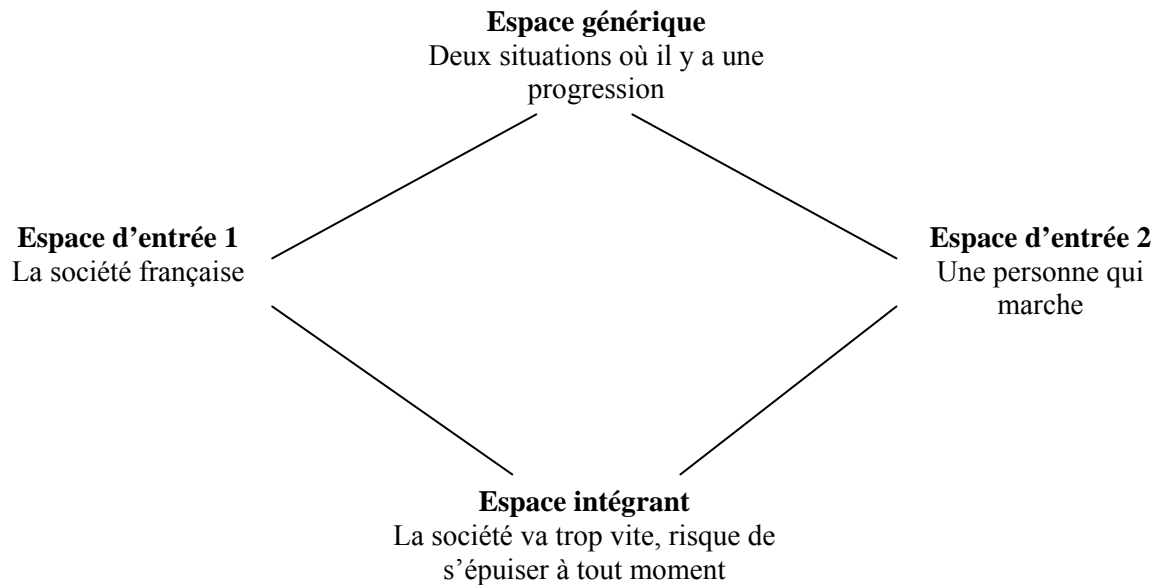 Espace générique
Deux situations où il y a une
progression
Espace d’entrée 1
La société française
Espace d’entrée 2
Une personne qui
marche
Espace intégrant
La société va trop vite, risque de
s’épuiser à tout moment